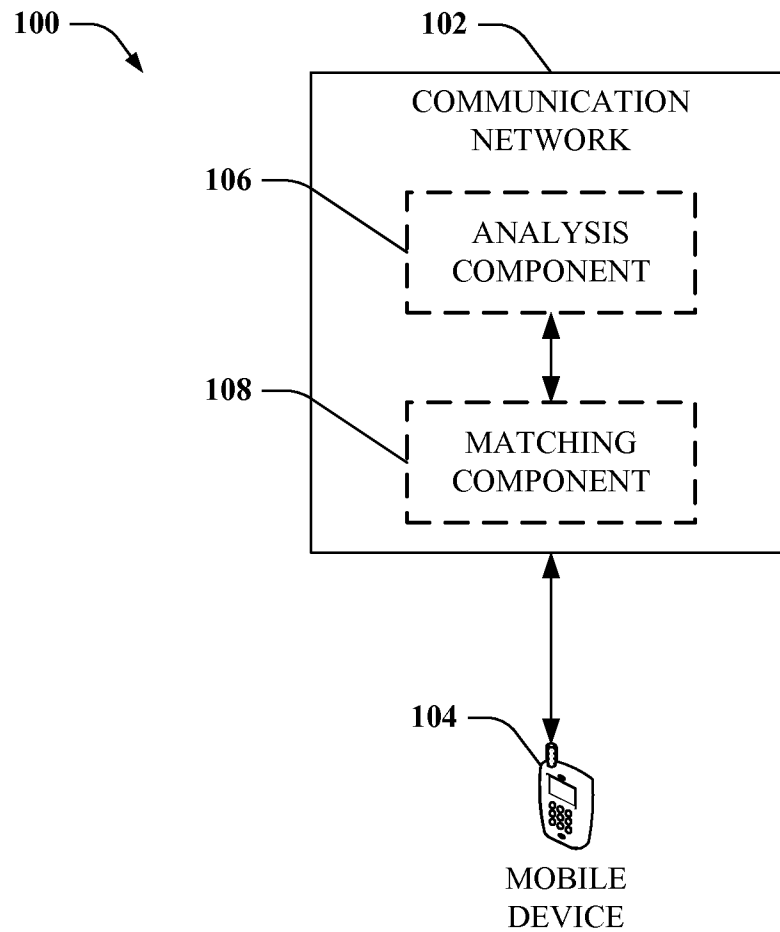 100
102
COMMUNICATION
NETWORK
106
ANALYSIS
COMPONENT
108
MATCHING
COMPONENT
104
MOBILE
DEVICE